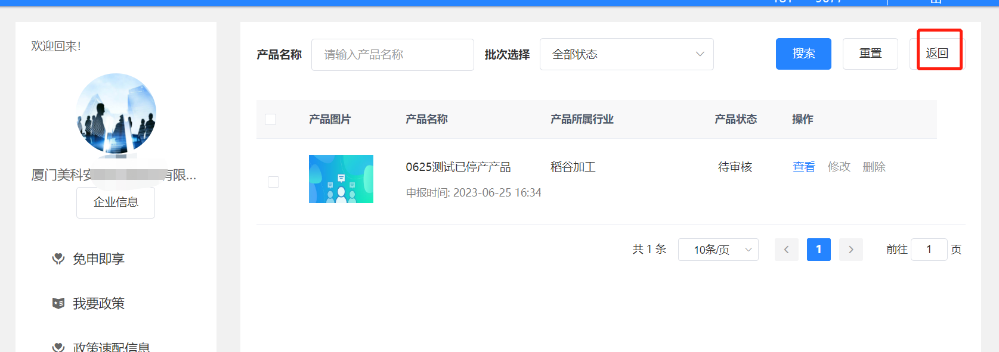 欢迎回来！
厦门美科安
有限...
企业信息
免申即享
我要政策
政策速配信息
产品名称
请输入产品名称
批次选择
全部状态
搜索
重置
返回
产品图片 产品名称 产品所属行业 产品状态 操作
0625测试已停产产品 稻谷加工 待审核 查看 修改 删除
申报时间: 2023-06-25 16:34
共 1 条 10条/页 1 前往 1 页